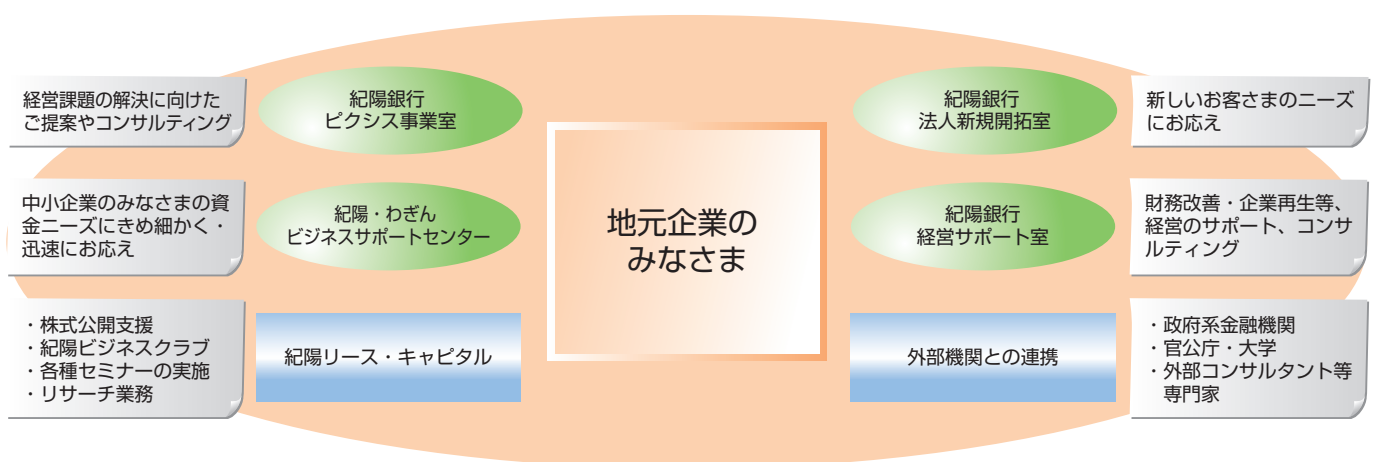 経営課題の解決に向けた
ご提案やコンサルティング
紀陽銀行
ピクシス事業室
中小企業のみなさまの資
金ニーズにきめ細かく・
迅速にお応え
紀陽・わぎん
ビジネスサポートセンター
・株式公開支援
・紀陽ビジネスクラブ
・各種セミナーの実施
・リサーチ業務
紀陽リース・キャピタル
地元企業の
みなさま
紀陽銀行
法人新規開拓室
新しいお客さまのニーズ
にお応え
紀陽銀行
経営サポート室
財務改善・企業再生等、
経営のサポート、コンサ
ルティング
外部機関との連携
・政府系金融機関
・官公庁・大学
・外部コンサルタント等
専門家